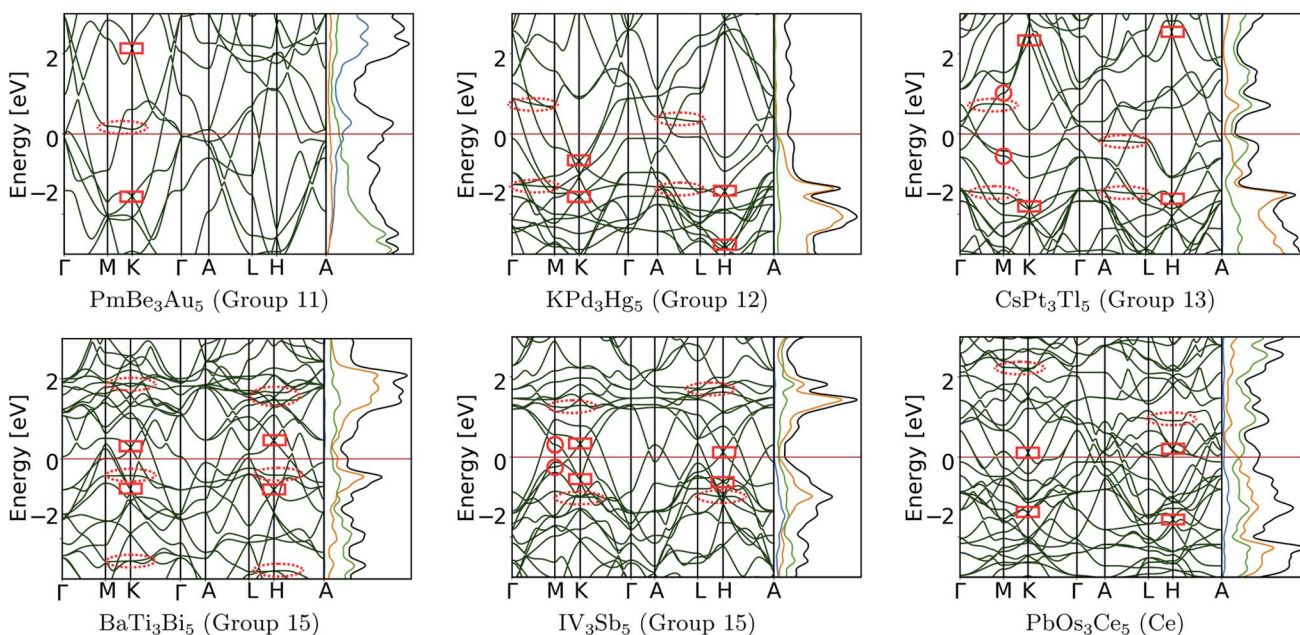 Energy [eV]
2
0
−2
Γ M K Γ A L H A
PmBe₃Au₅ (Group 11)
Energy [eV]
2
0
−2
Γ M K Γ A L H A
KPd₃Hg₅ (Group 12)
Energy [eV]
2
0
−2
Γ M K Γ A L H A
CsPt₃Tl₅ (Group 13)
Energy [eV]
2
0
−2
Γ M K Γ A L H A
BaTi₃Bi₅ (Group 15)
Energy [eV]
2
0
−2
Γ M K Γ A L H A
IV₃Sb₅ (Group 15)
Energy [eV]
2
0
−2
Γ M K Γ A L H A
PbOs₃Ce₅ (Ce)